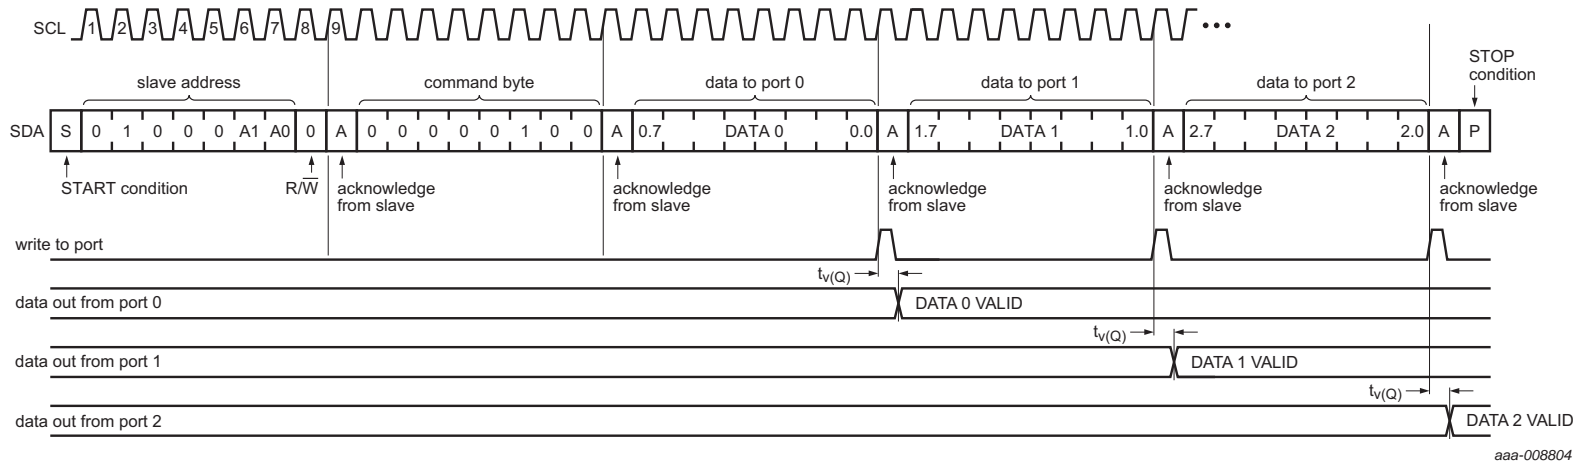 SCL 1 2 3 4 5 6 7 8 9 •••
STOP
condition
slave address command byte data to port 0 data to port 1 data to port 2
SDA S 0 1 0 0 0 A1 A0 0 A 0 0 0 0 0 1 0 0 A 0.7 DATA 0 0.0 A 1.7 DATA 1 1.0 A 2.7 DATA 2 2.0 A P
START condition R/W̅ acknowledge acknowledge acknowledge acknowledge acknowledge
from slave from slave from slave from slave from slave
write to port
tv(Q)
data out from port 0 DATA 0 VALID
tv(Q)
data out from port 1 DATA 1 VALID
tv(Q)
data out from port 2 DATA 2 VALID
aaa-008804